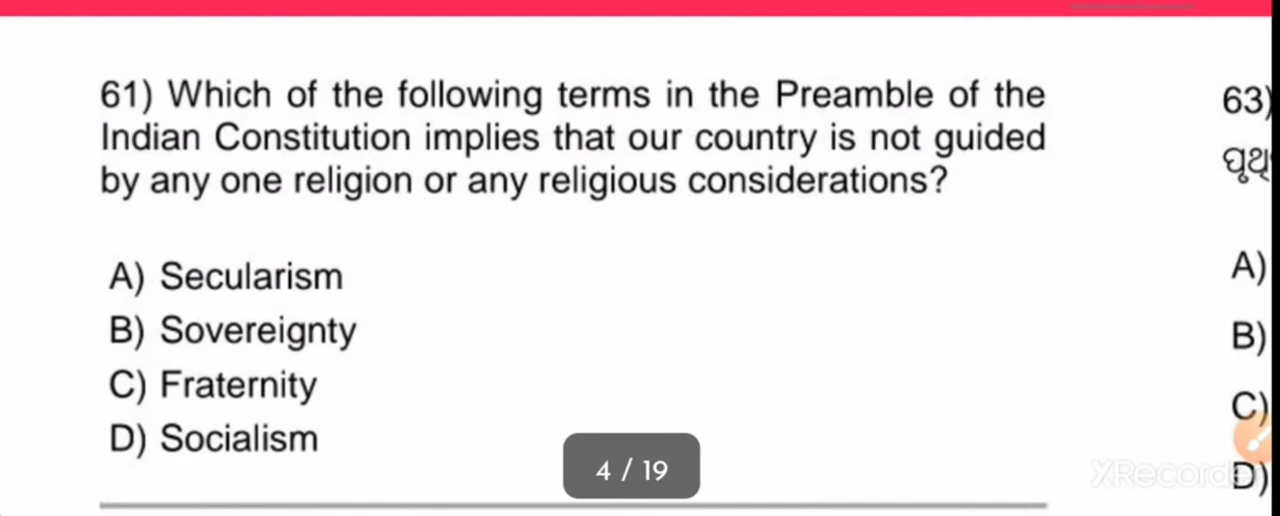 61) Which of the following terms in the Preamble of the
Indian Constitution implies that our country is not guided
by any one religion or any religious considerations?
A) Secularism
B) Sovereignty
C) Fraternity
D) Socialism
4 / 19
63)
A)
B)
C)
D)
XRecorder